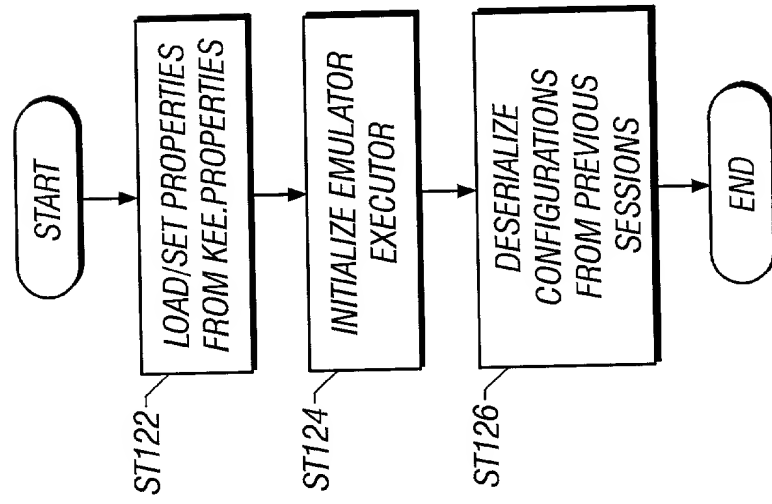 START
ST122
LOAD/SET PROPERTIES
FROM KEE.PROPERTIES
ST124
INITIALIZE EMULATOR
EXECUTOR
ST126
DESERIALIZE
CONFIGURATIONS
FROM PREVIOUS
SESSIONS
END